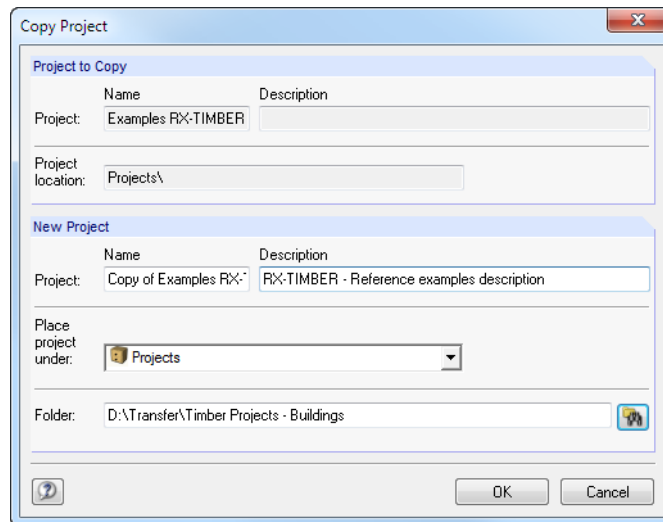 Copy Project
Project to Copy
Name Description
Project: Examples RX-TIMBER
Project
location: Projects\
New Project
Name Description
Project: Copy of Examples RX- RX-TIMBER - Reference examples description
Place
project
under: Projects
Folder: D:\Transfer\Timber Projects - Buildings
OK Cancel